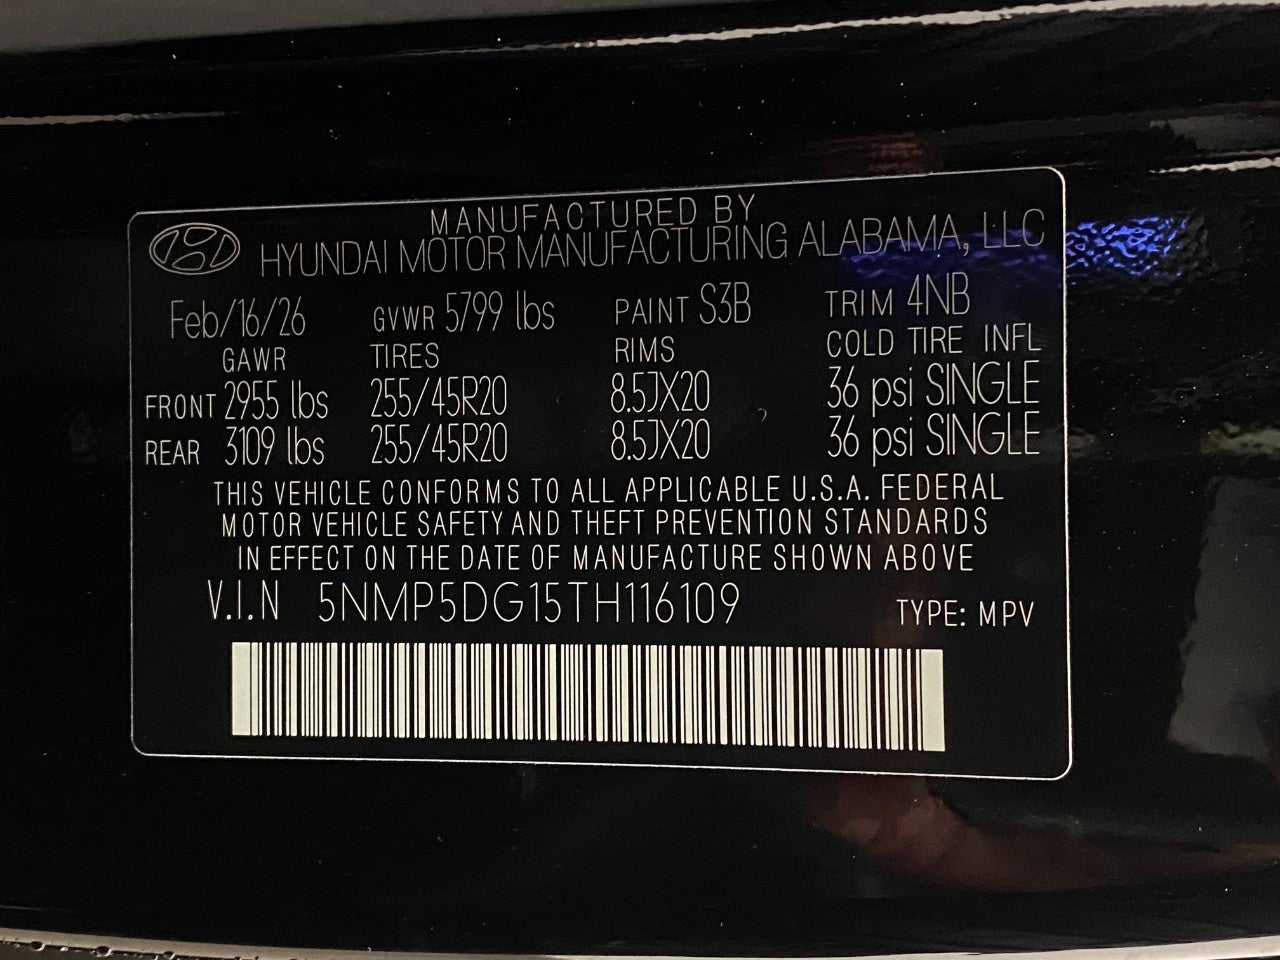 MANUFACTURED BY
HYUNDAI MOTOR MANUFACTURING ALABAMA, LLC
Feb/16/26 GVWR 5799 lbs PAINT S3B TRIM 4NB
GAWR TIRES RIMS COLD TIRE INFL
FRONT 2955 lbs 255/45R20 8.5JX20 36 psi SINGLE
REAR 3109 lbs 255/45R20 8.5JX20 36 psi SINGLE
THIS VEHICLE CONFORMS TO ALL APPLICABLE U.S.A. FEDERAL
MOTOR VEHICLE SAFETY AND THEFT PREVENTION STANDARDS
IN EFFECT ON THE DATE OF MANUFACTURE SHOWN ABOVE
V.I.N 5NMP5DG15TH116109 TYPE: MPV